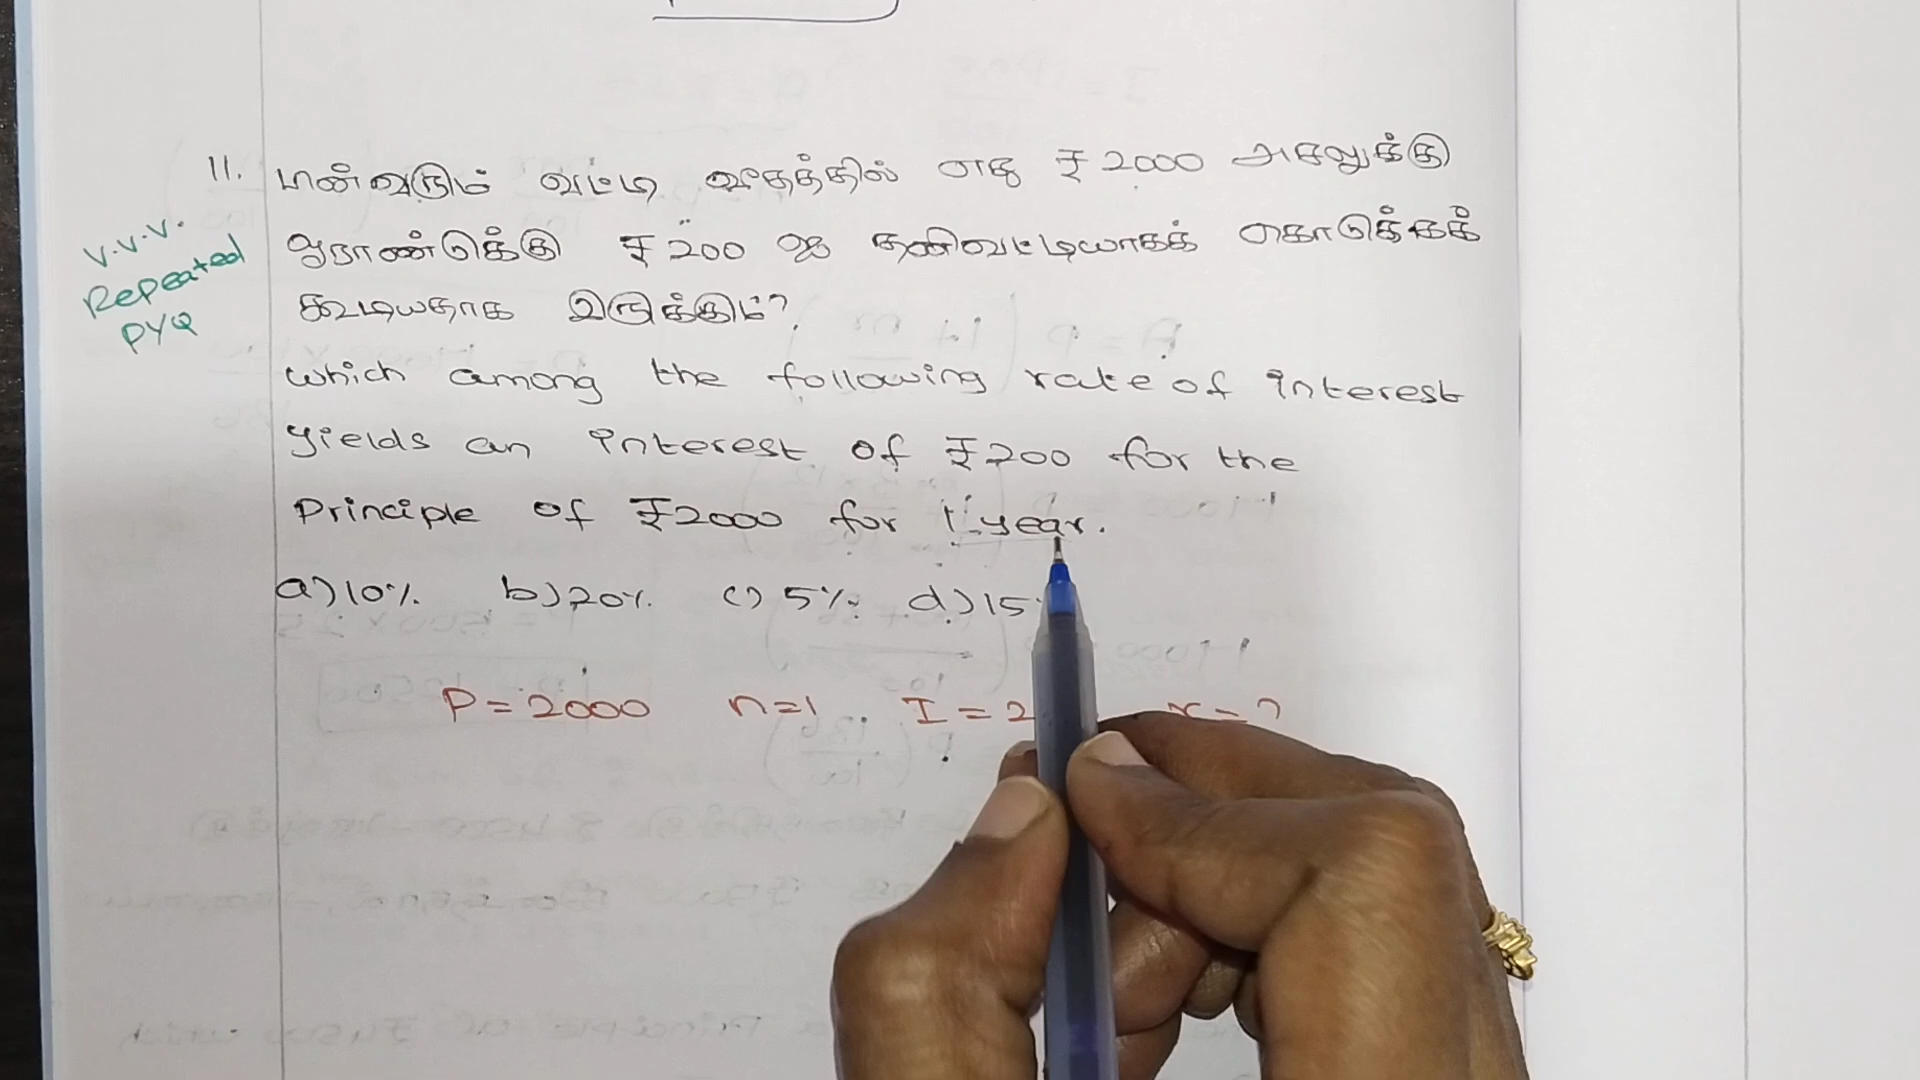 11. பின்வரும் வட்டி வீதத்தில் எது ₹2000 அசலுக்கு
ஓராண்டுக்கு ₹200 ஐ தனிவட்டியாகக் கொடுக்கக்
கூடியதாக இருக்கும்?
V.V.V.
Repeated
PYQ
which among the following rate of interest
yields an interest of ₹200 for the
Principle of ₹2000 for 1 year.
a) 10% b) 20% c) 5% d) 15
P = 2000 n=1 I = 2 r = ?